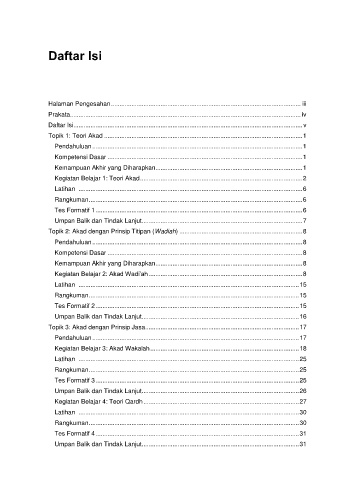 Daftar Isi
Halaman Pengesahan ............ iii
Prakata ............ iv
Daftar Isi ............ v
Topik 1: Teori Akad ............ 1
Pendahuluan ............ 1
Kompetensi Dasar ............ 1
Kemampuan Akhir yang Diharapkan ............ 1
Kegiatan Belajar 1: Teori Akad ............ 2
Latihan ............ 6
Rangkuman ............ 6
Tes Formatif 1 ............ 6
Umpan Balik dan Tindak Lanjut ............ 7
Topik 2: Akad dengan Prinsip Titipan (Wadiah) ............ 8
Pendahuluan ............ 8
Kompetensi Dasar ............ 8
Kemampuan Akhir yang Diharapkan ............ 8
Kegiatan Belajar 2: Akad Wadi'ah ............ 8
Latihan ............ 15
Rangkuman ............ 15
Tes Formatif 2 ............ 15
Umpan Balik dan Tindak Lanjut ............ 16
Topik 3: Akad dengan Prinsip Jasa ............ 17
Pendahuluan ............ 17
Kegiatan Belajar 3: Akad Wakalah ............ 18
Latihan ............ 25
Rangkuman ............ 25
Tes Formatif 3 ............ 25
Umpan Balik dan Tindak Lanjut ............ 26
Kegiatan Belajar 4: Teori Qardh ............ 27
Latihan ............ 30
Rangkuman ............ 30
Tes Formatif 4 ............ 31
Umpan Balik dan Tindak Lanjut ............ 31